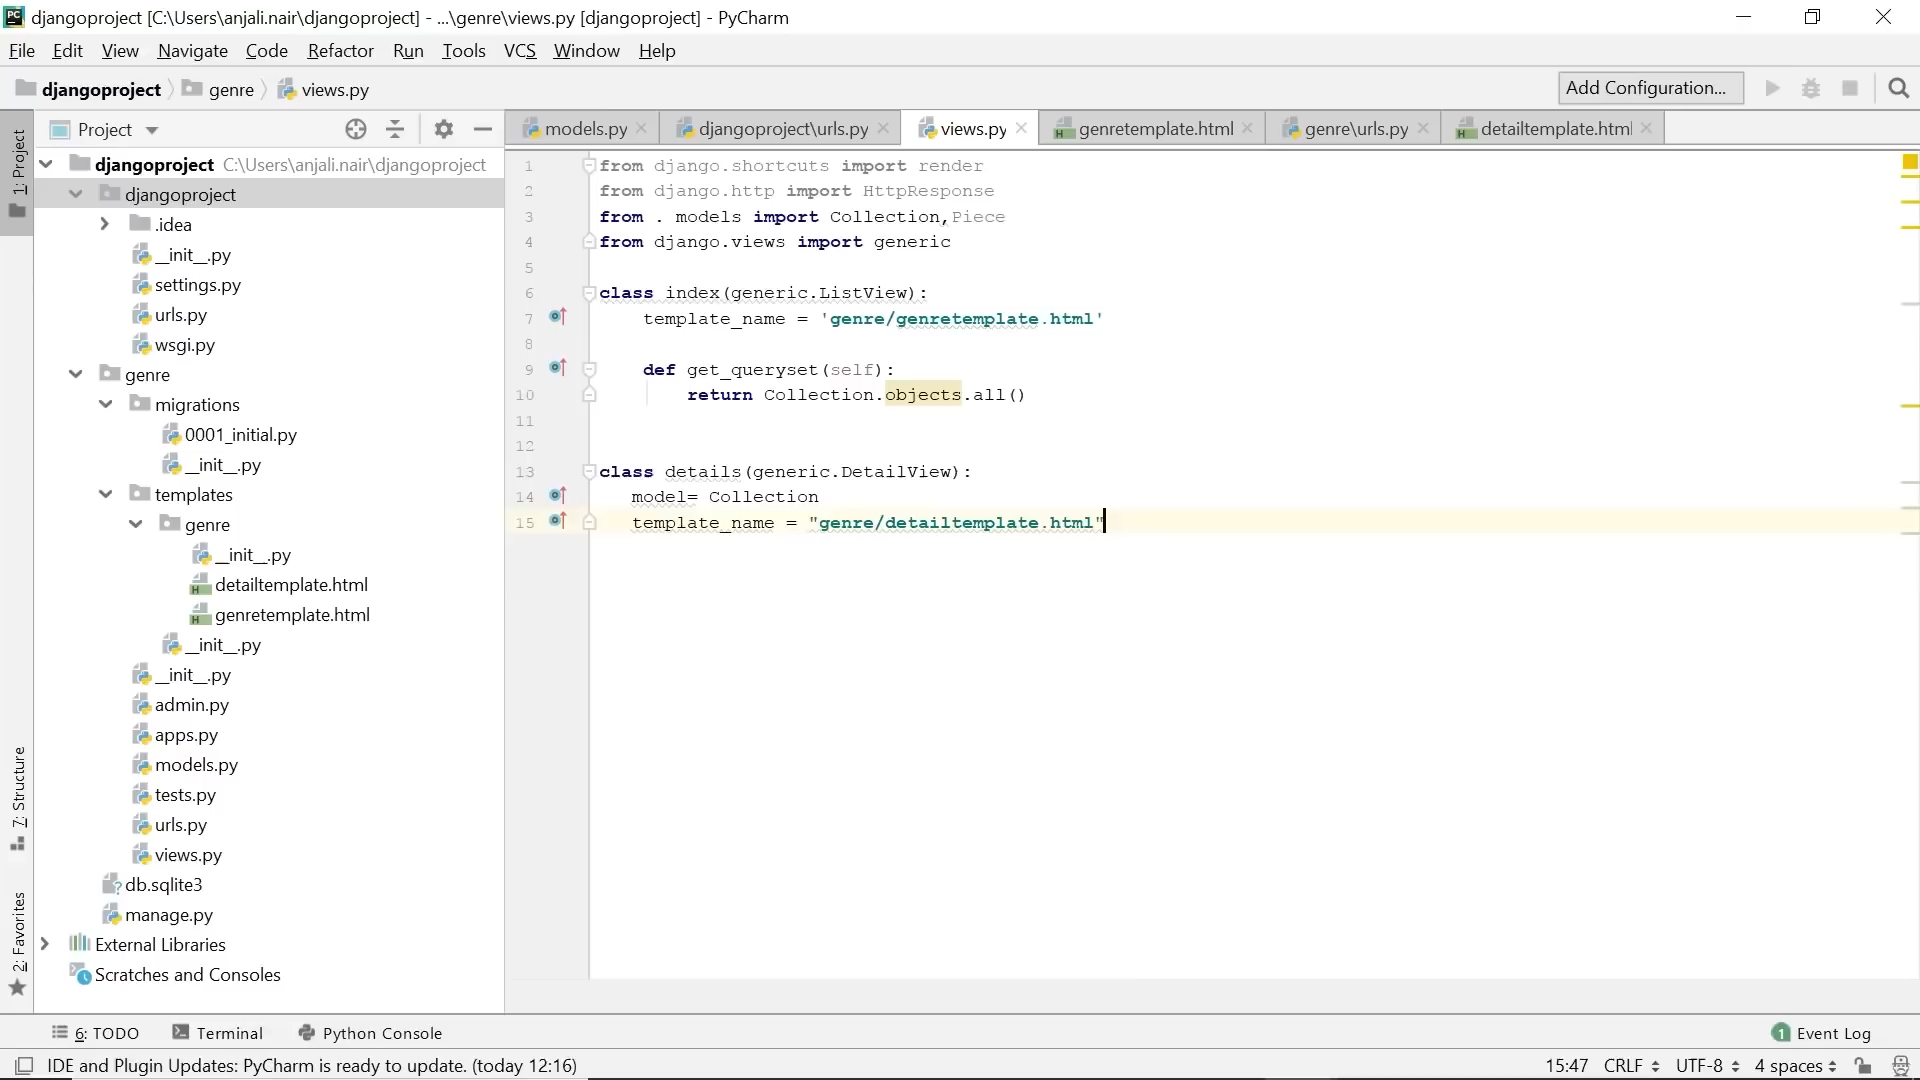 djangoproject [C:\Users\anjali.nair\djangoproject] - ...\genre\views.py [djangoproject] - PyCharm
File Edit View Navigate Code Refactor Run Tools VCS Window Help
djangoproject genre views.py Add Configuration...
1: Project
7: Structure
2: Favorites
Project
models.py djangoproject\urls.py views.py genretemplate.html genre\urls.py detailtemplate.html
djangoproject C:\Users\anjali.nair\djangoproject
djangoproject
.idea
__init__.py
settings.py
urls.py
wsgi.py
genre
migrations
0001_initial.py
__init__.py
templates
genre
__init__.py
detailtemplate.html
genretemplate.html
__init__.py
__init__.py
admin.py
apps.py
models.py
tests.py
urls.py
views.py
db.sqlite3
manage.py
External Libraries
Scratches and Consoles
1 from django.shortcuts import render
2 from django.http import HttpResponse
3 from . models import Collection,Piece
4 from django.views import generic
5
6 class index(generic.ListView):
7 template_name = 'genre/genretemplate.html'
8
9 def get_queryset(self):
10 return Collection.objects.all()
11
12
13 class details(generic.DetailView):
14 model= Collection
15 template_name = "genre/detailtemplate.html"
6: TODO Terminal Python Console 1 Event Log
IDE and Plugin Updates: PyCharm is ready to update. (today 12:16) 15:47 CRLF UTF-8 4 spaces